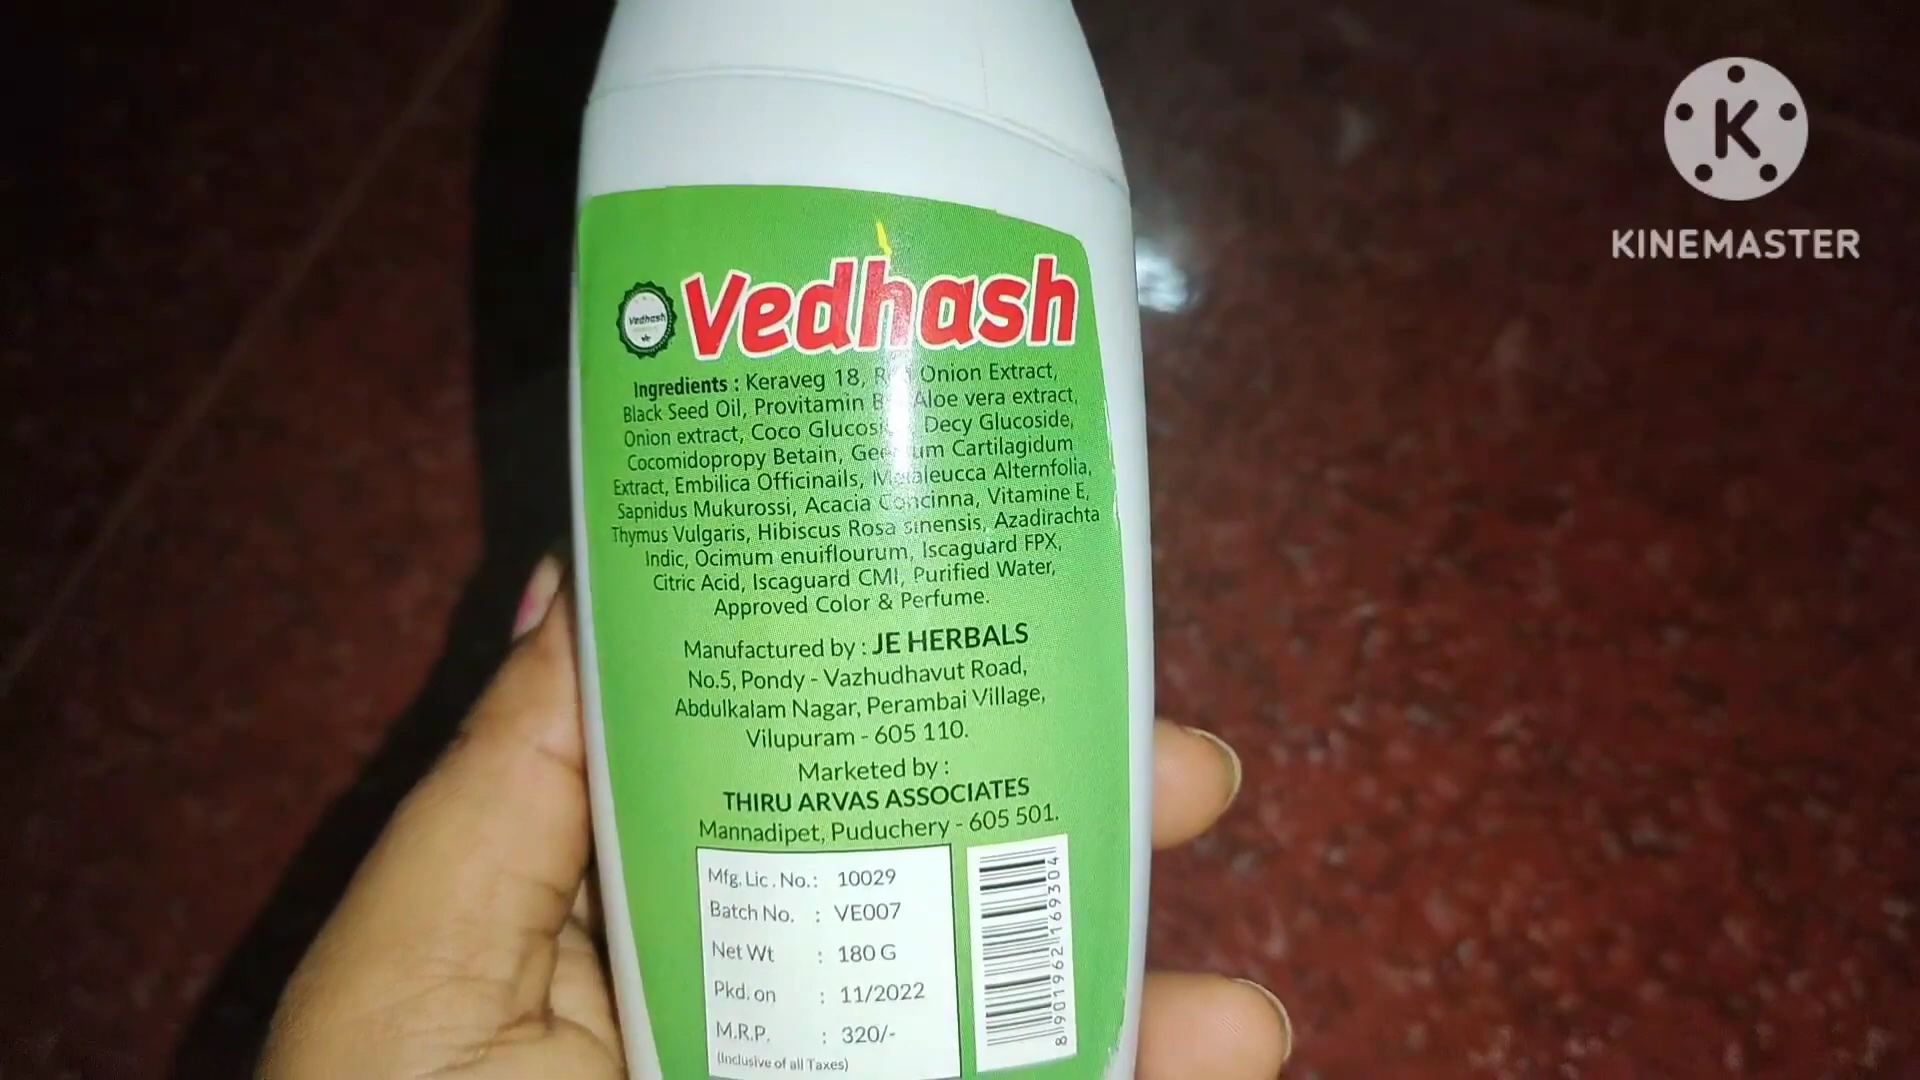 K
KINEMASTER
Vedhash
Vedhash
Ingredients : Keraveg 18, Onion Extract,
Black Seed Oil, Provitamin Aloe vera extract,
Onion extract, Coco Decy Glucoside,
Cocomidopropy Betain, Cartilagidum
Extract, Embilica Officinails, Melaleucca Alternfolia,
Sapnidus Mukurossi, Acacia Concinna, Vitamine E,
Thymus Vulgaris, Hibiscus Rosa sinensis, Azadirachta
Indic, Ocimum enuiflourum, Iscaguard FPX,
Citric Acid, Iscaguard CMI, Purified Water,
Approved Color & Perfume.
Manufactured by : JE HERBALS
No.5, Pondy - Vazhudhavut Road,
Abdulkalam Nagar, Perambai Village,
Vilupuram - 605 110.
Marketed by :
THIRU ARVAS ASSOCIATES
Mannadipet, Puduchery - 605 501.
Mfg. Lic . No. : 10029
Batch No. : VE007
Net Wt : 180 G
Pkd. on : 11/2022
M.R.P. : 320/-
(Inclusive of all Taxes)
8901962169304